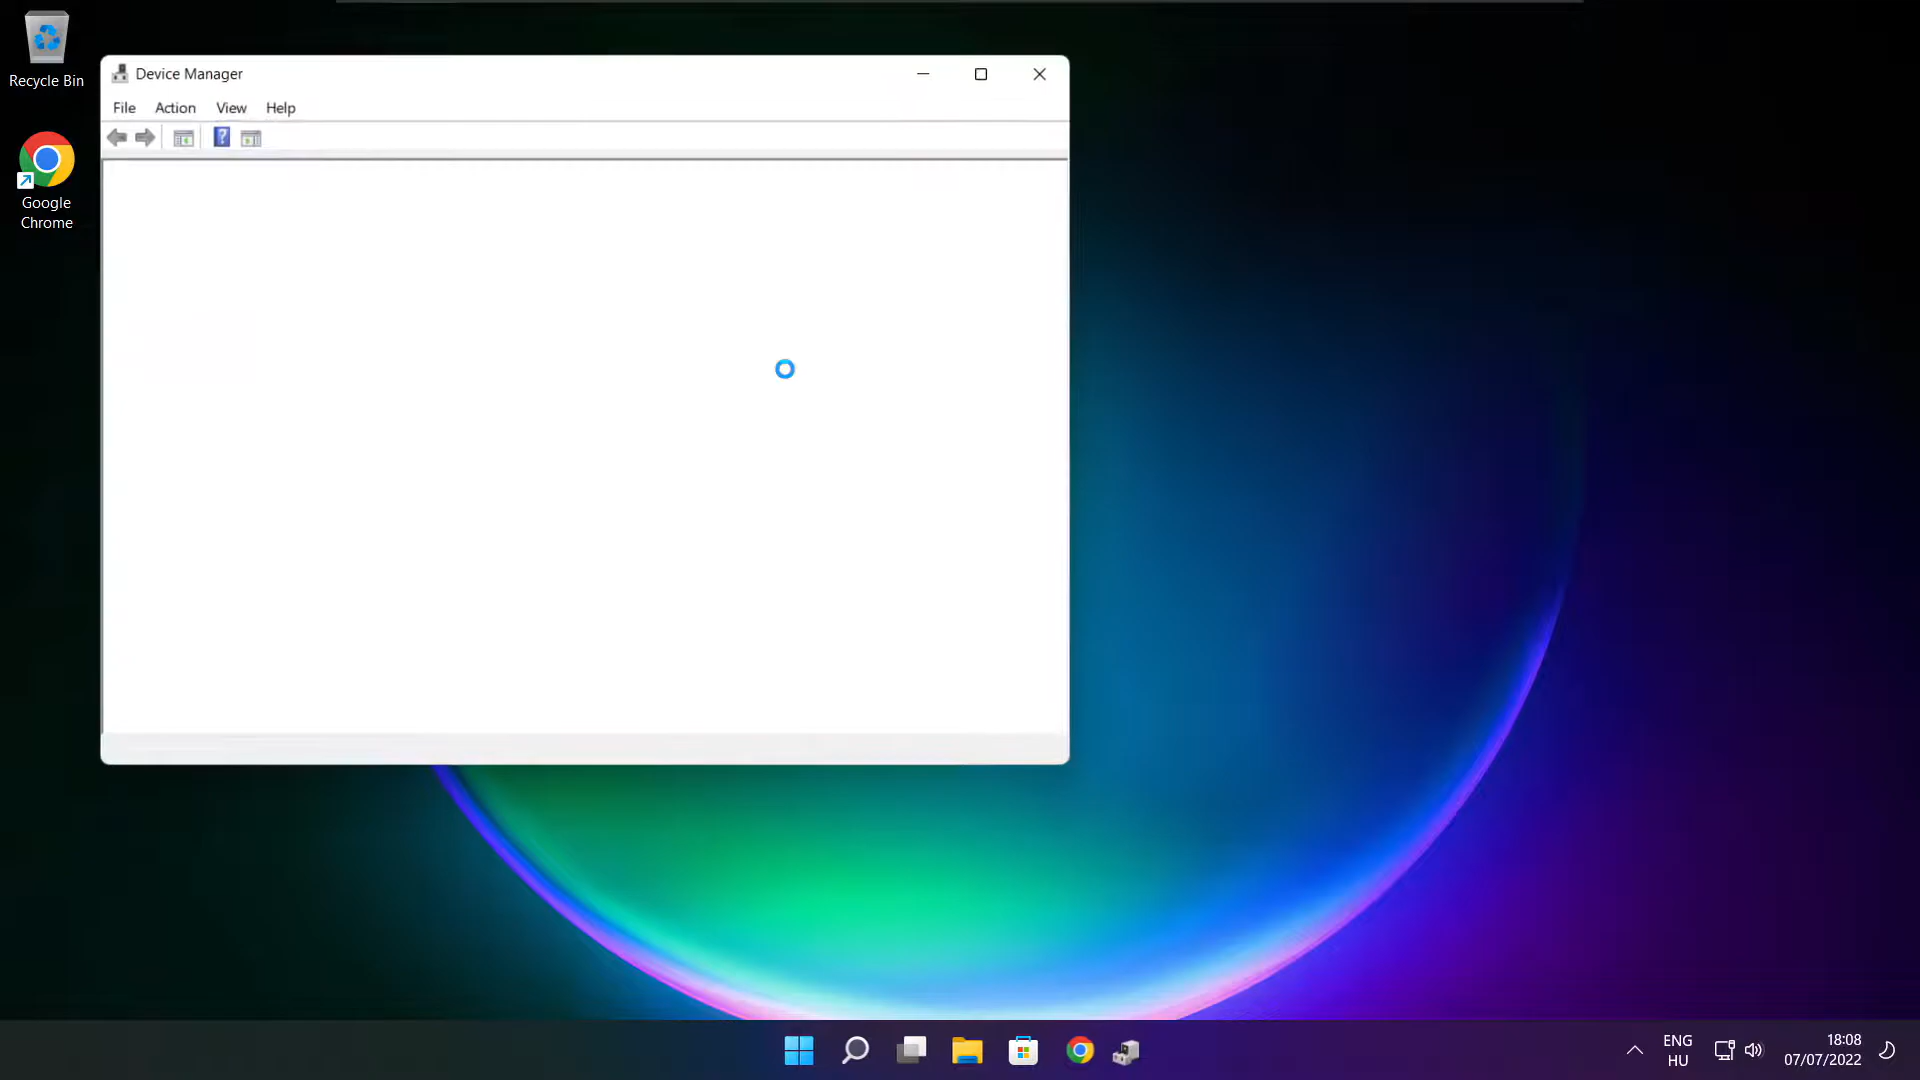 Recycle Bin
Google
Chrome
Device Manager
File Action View Help
?
ENG
HU
18:08
07/07/2022